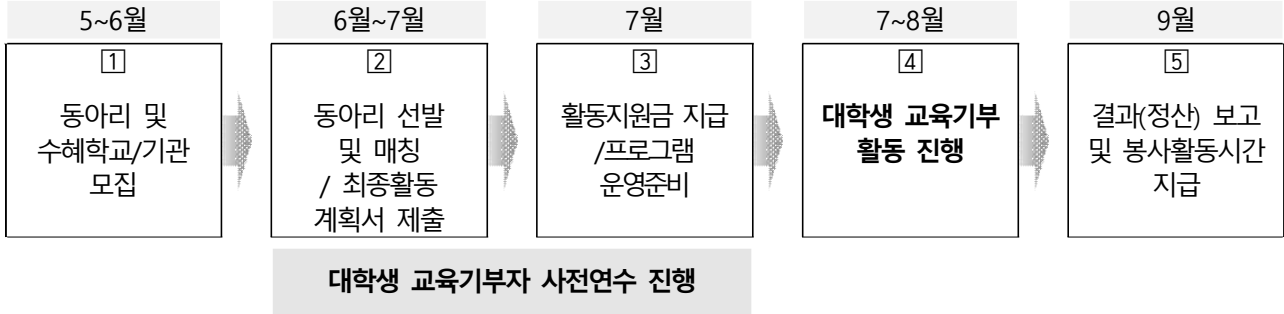 5~6월
6월~7월
7월
7~8월
9월
1
동아리 및
수혜학교/기관
모집
2
동아리 선발
및 매칭
/ 최종활동
계획서 제출
3
활동지원금 지급
/프로그램
운영준비
4
대학생 교육기부
활동 진행
5
결과(정산) 보고
및 봉사활동시간
지급
대학생 교육기부자 사전연수 진행